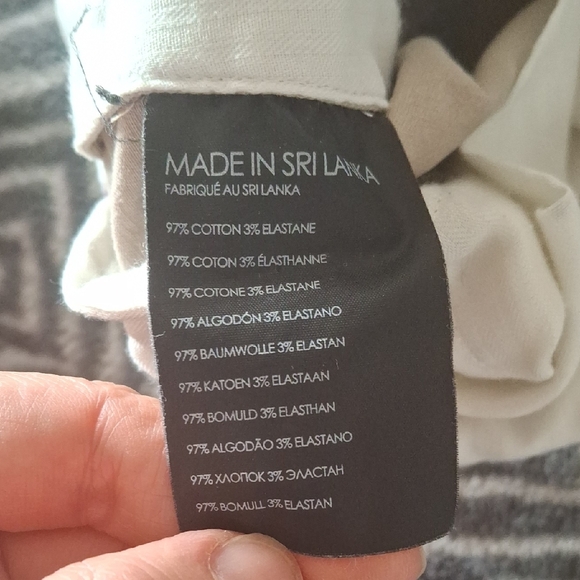 MADE IN SRI LANKA
FABRIQUÉ AU SRI LANKA
97% COTTON 3% ELASTANE
97% COTON 3% ÉLASTHANNE
97% COTONE 3% ELASTANE
97% ALGODÓN 3% ELASTANO
97% BAUMWOLLE 3% ELASTAN
97% KATOEN 3% ELASTAAN
97% BOMULD 3% ELASTHAN
97% ALGODÃO 3% ELASTANO
97% ХЛОПОК 3% ЭЛАСТАН
97% BOMULL 3% ELASTAN